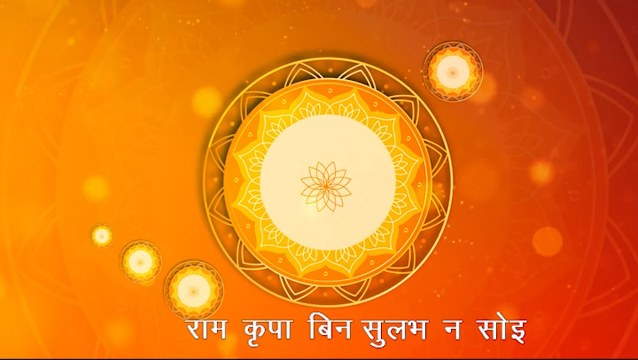 राम कृपा बिन सुलभ न सोइ